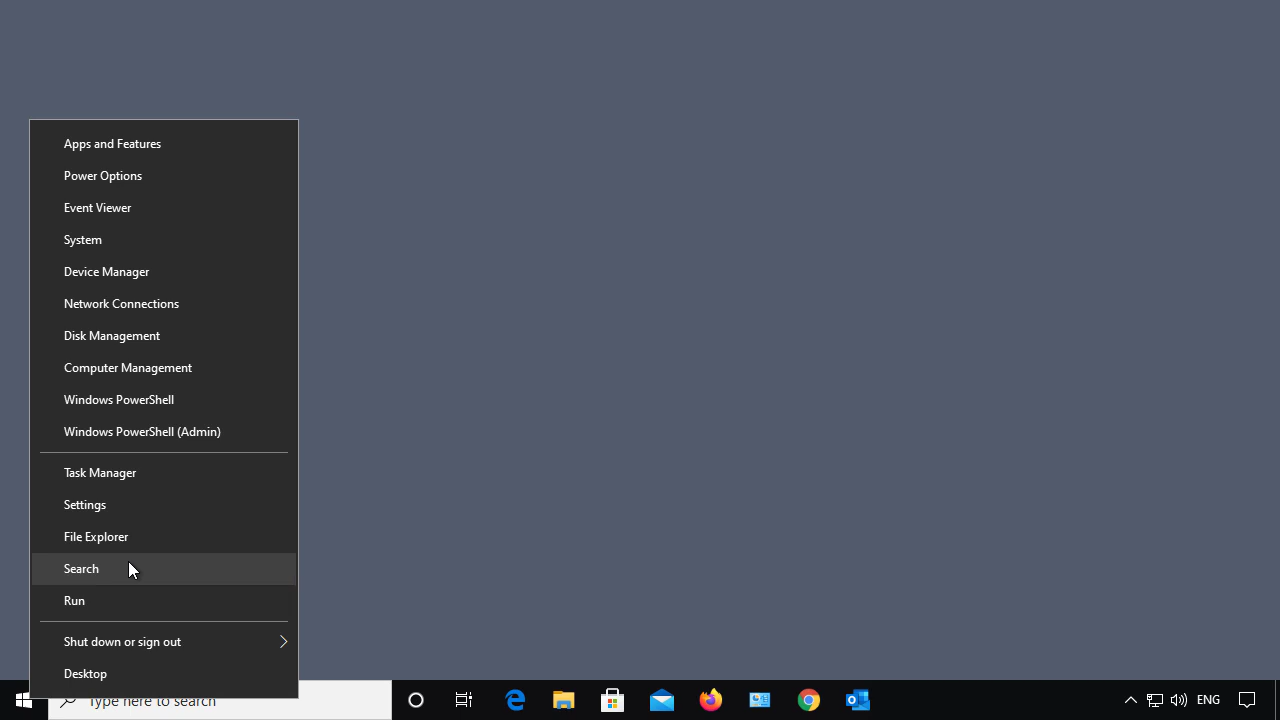 Apps and Features
Power Options
Event Viewer
System
Device Manager
Network Connections
Disk Management
Computer Management
Windows PowerShell
Windows PowerShell (Admin)
Task Manager
Settings
File Explorer
Search
Run
Shut down or sign out
Desktop
Type here to search
ENG